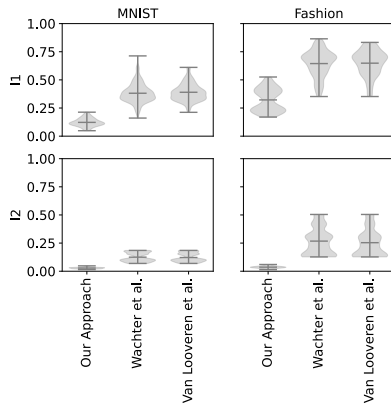 MNIST
Fashion
I1
1.00
0.75
0.50
0.25
0.00
I2
1.00
0.75
0.50
0.25
0.00
Our Approach
Wachter et al.
Van Looveren et al.
Our Approach
Wachter et al.
Van Looveren et al.